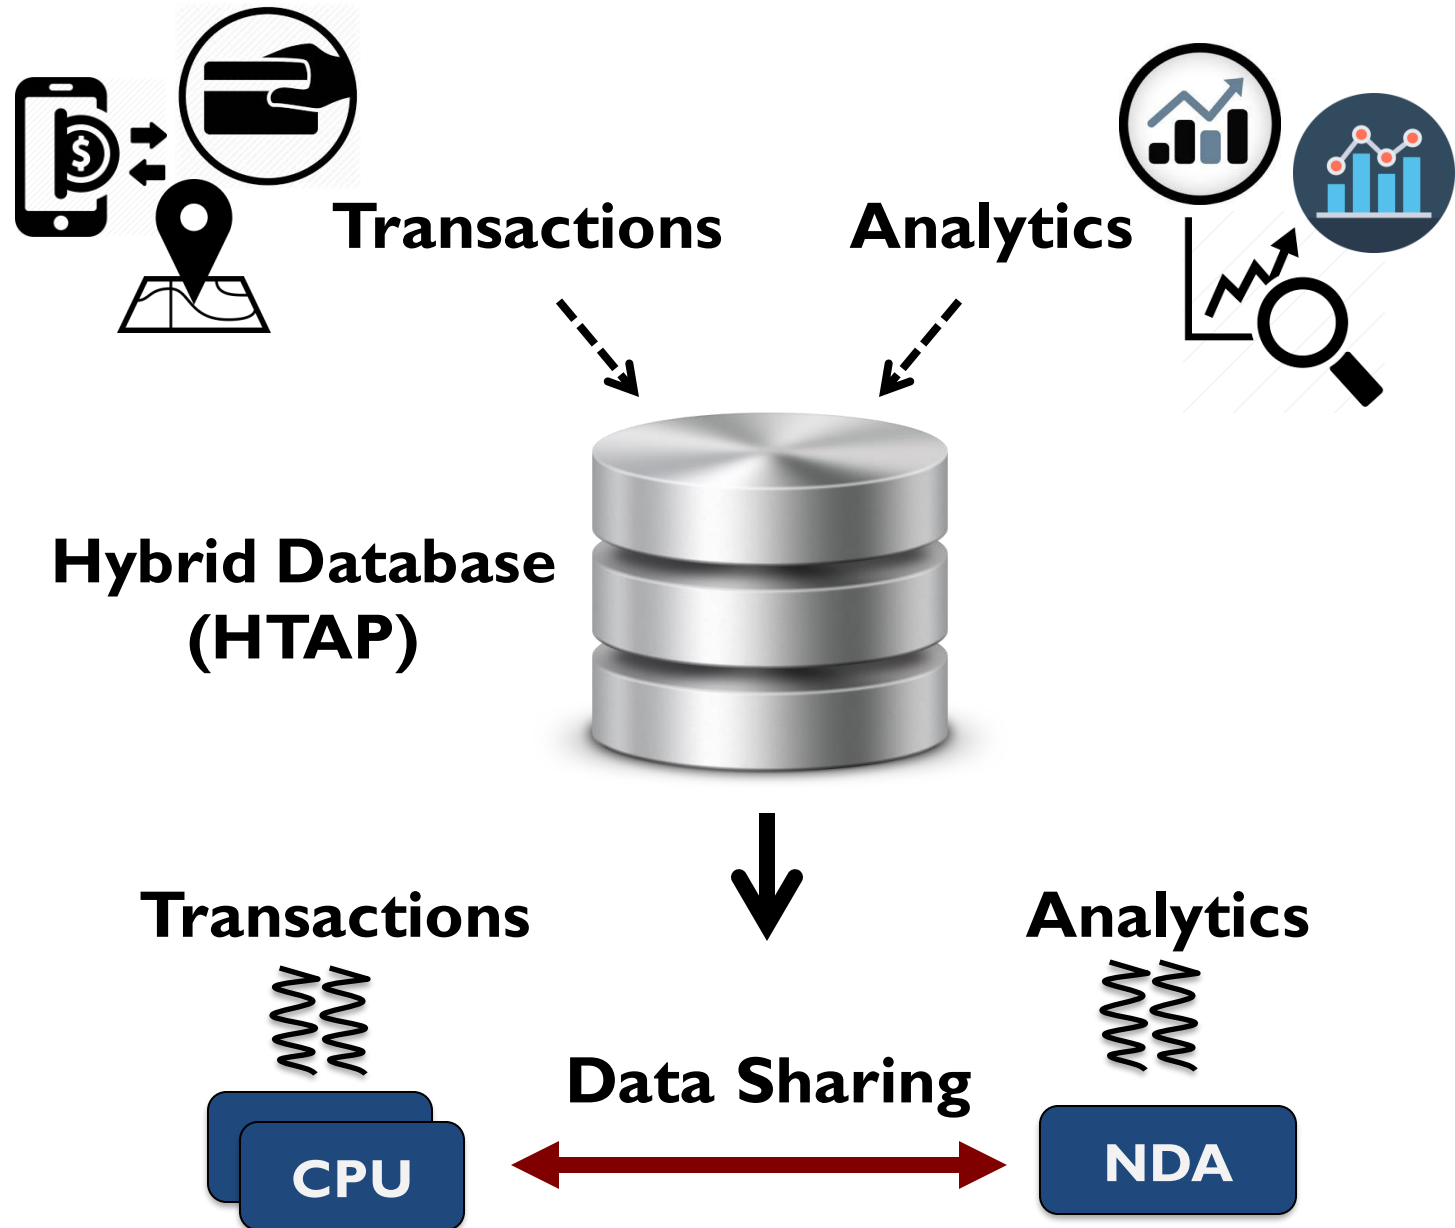 $
Transactions
Analytics
Hybrid Database
(HTAP)
Transactions
Analytics
Data Sharing
CPU
NDA